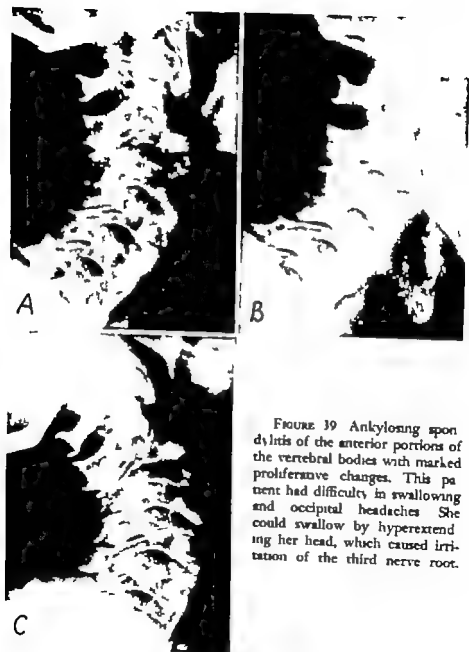 A
B
C
FIGURE 39 Ankylosing spon
dylitis of the anterior portions of
the vertebral bodies with marked
proliferative changes. This pa
tient had difficulty in swallowing
and occipital headaches She
could swallow by hyperextend
ing her head, which caused irri-
tation of the third nerve root.